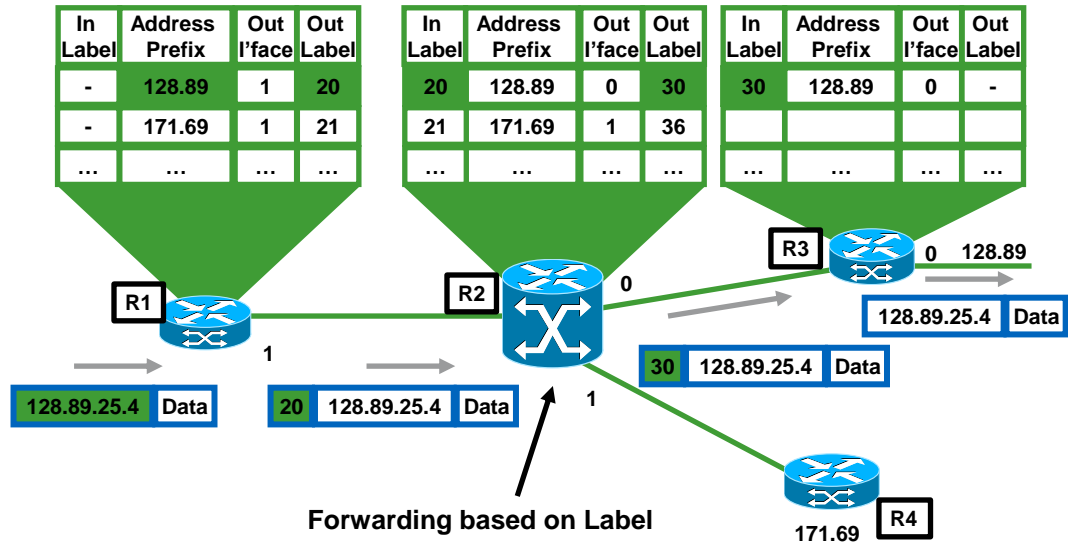 In Label Address Prefix Out I'face Out Label
- 128.89 1 20
- 171.69 1 21
... ... ... ...
In Label Address Prefix Out I'face Out Label
20 128.89 0 30
21 171.69 1 36
... ... ... ...
In Label Address Prefix Out I'face Out Label
30 128.89 0 -
... ... ... ...
R1
1
R2
0
1
R3
0 128.89
128.89.25.4 Data
20 128.89.25.4 Data
30 128.89.25.4 Data
128.89.25.4 Data
Forwarding based on Label
171.69
R4